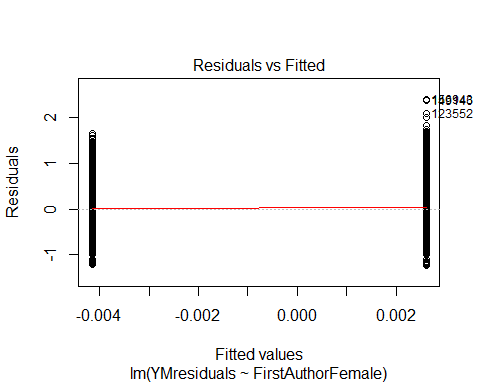 Residuals vs Fitted
Residuals
2
1
0
-1
123552
-0.004
-0.002
0.000
0.002
Fitted values
lm(YMresiduals ~ FirstAuthorFemale)